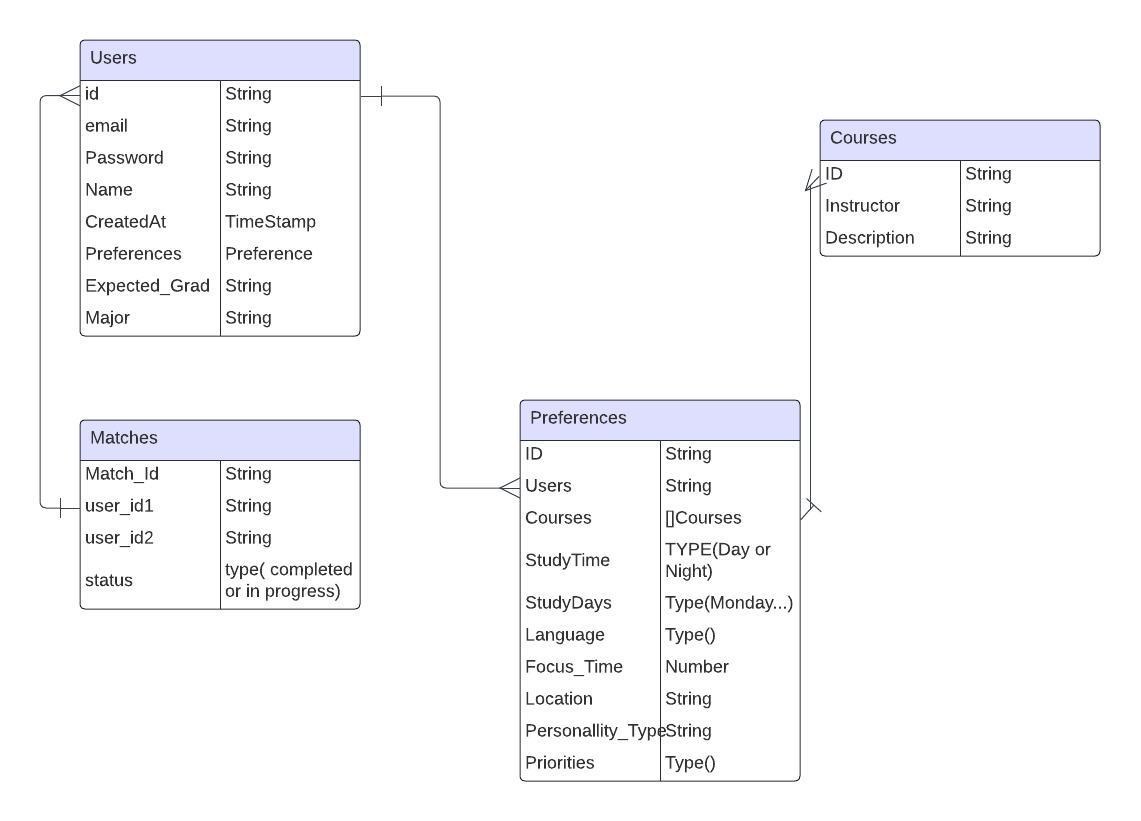 Users
id String
email String
Password String
Name String
CreatedAt TimeStamp
Preferences Preference
Expected_Grad String
Major String
Courses
ID String
Instructor String
Description String
Matches
Match_Id String
user_id1 String
user_id2 String
status type( completed
or in progress)
Preferences
ID String
Users String
Courses []Courses
StudyTime TYPE(Day or
Night)
StudyDays Type(Monday...)
Language Type()
Focus_Time Number
Location String
Personallity_Type String
Priorities Type()